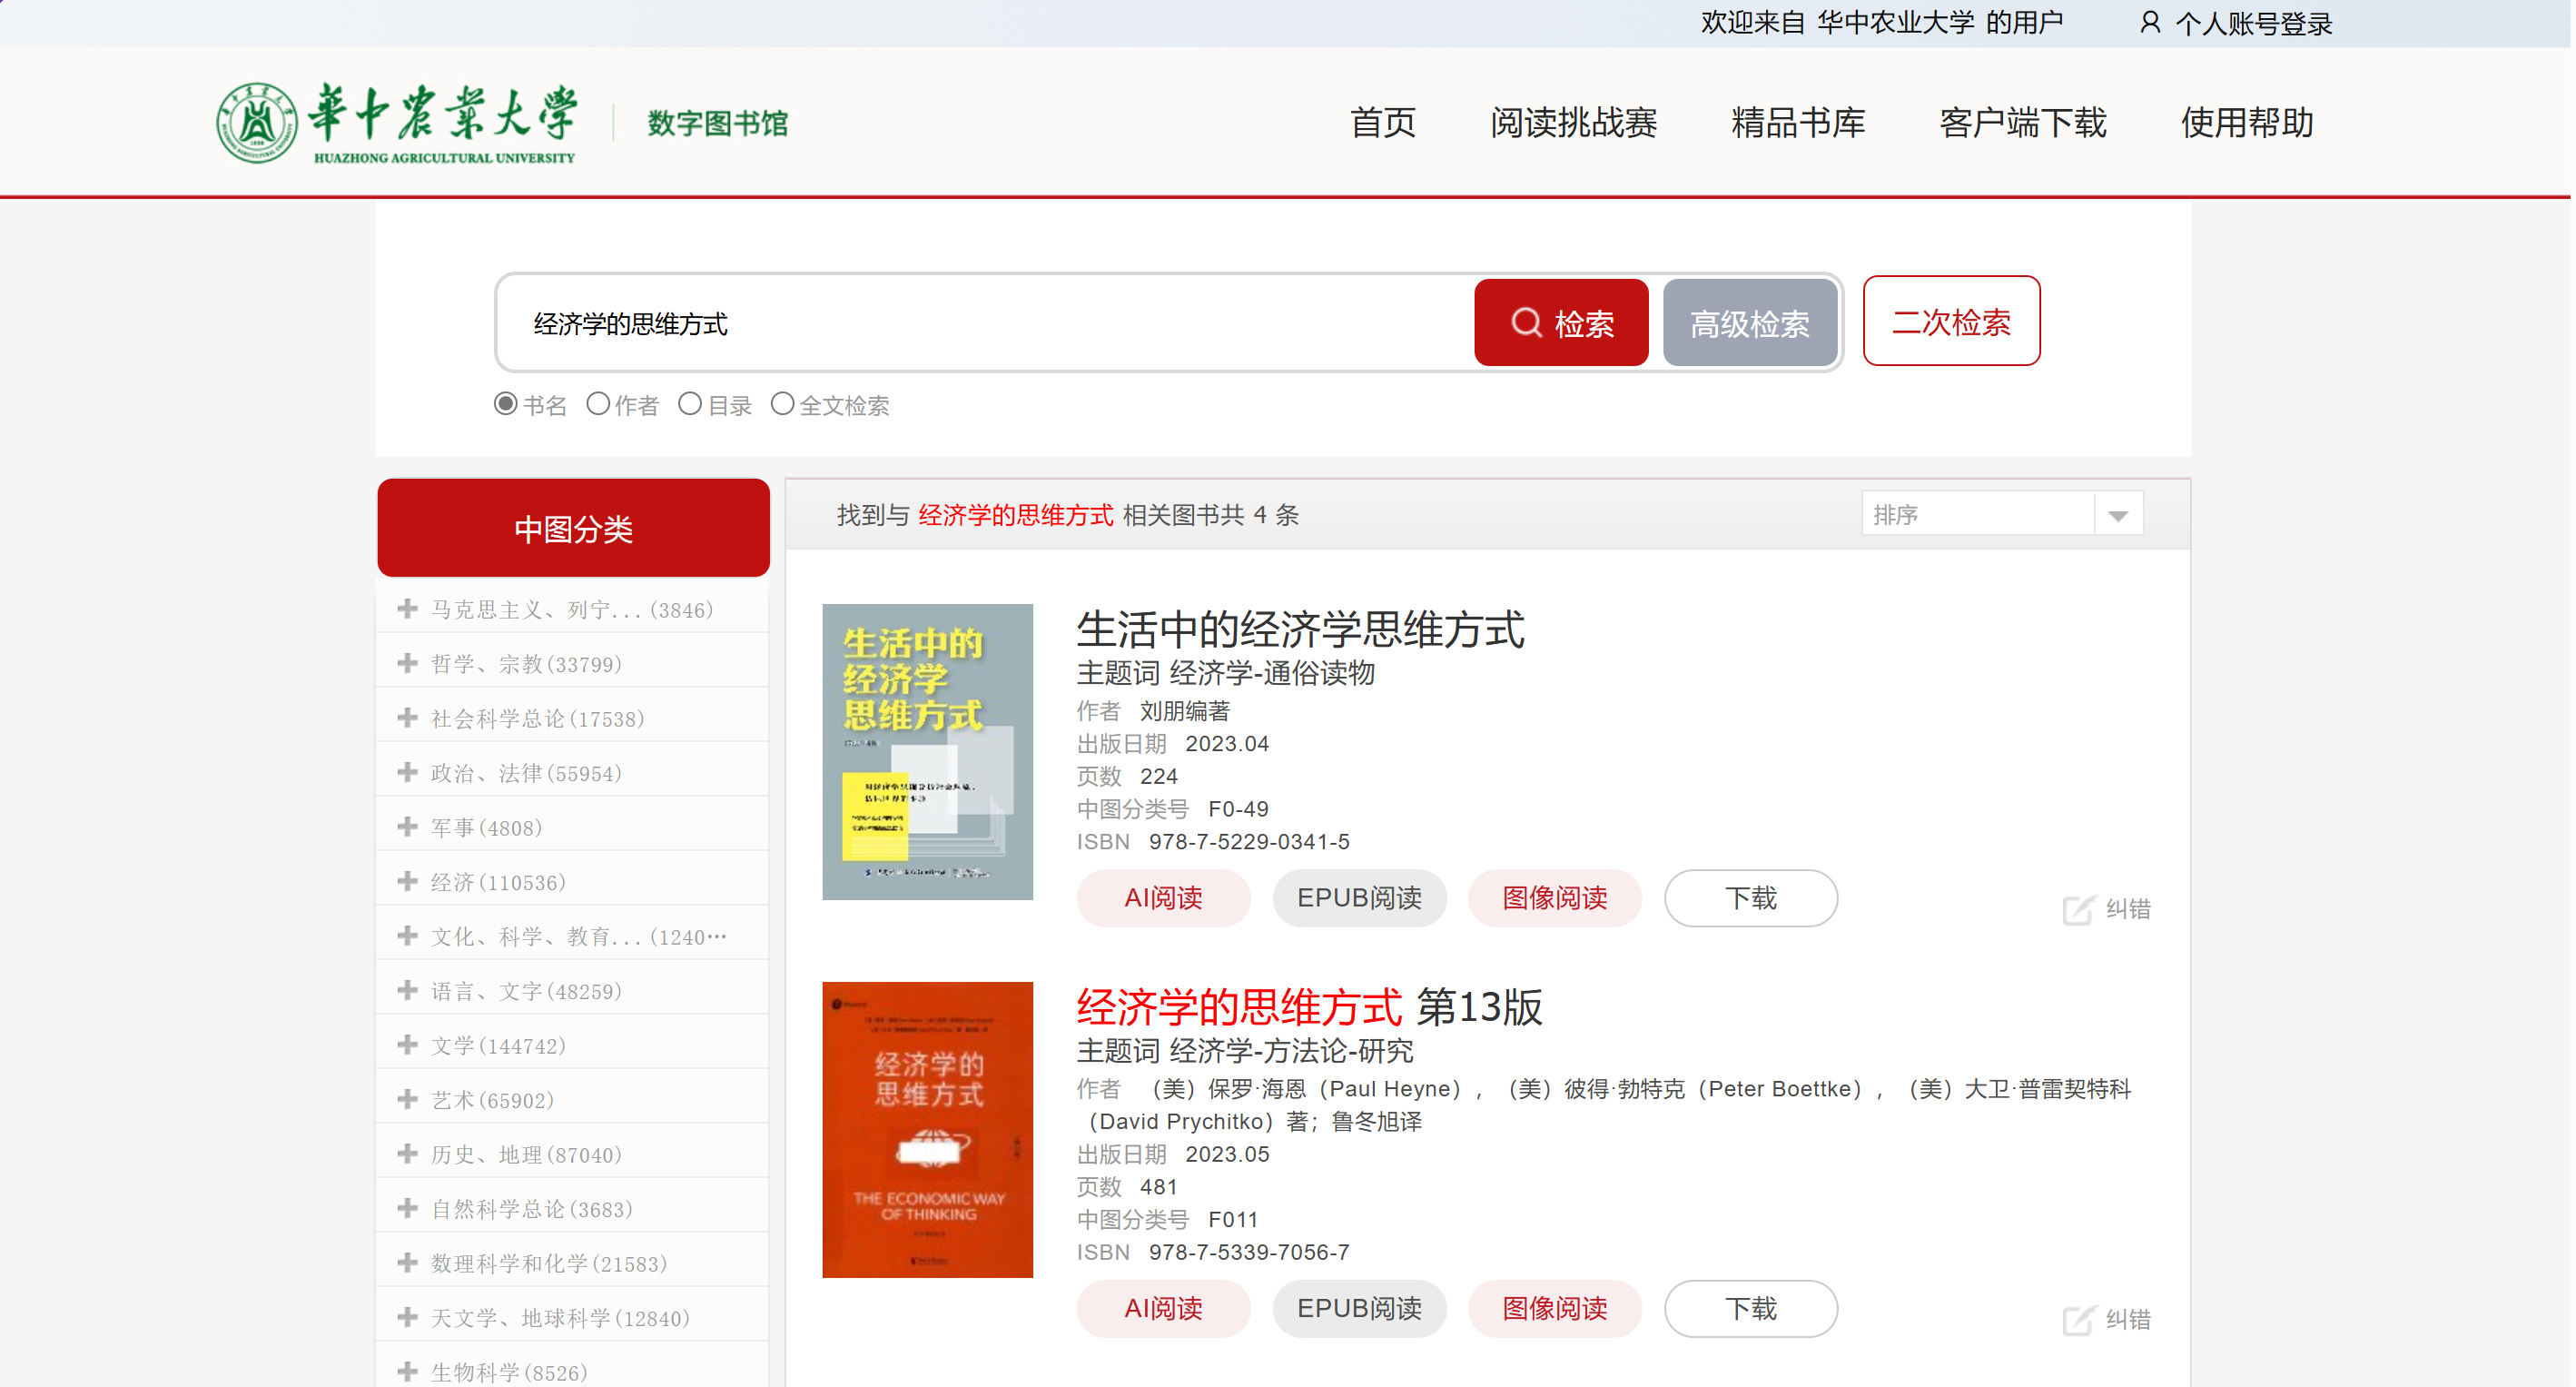 欢迎来自 华中农业大学 的用户 个人账号登录
華中農業大学 数字图书馆
HUAZHONG AGRICULTURAL UNIVERSITY
首页 阅读挑战赛 精品书库 客户端下载 使用帮助
经济学的思维方式 检索 高级检索 二次检索
书名 作者 目录 全文检索
中图分类
马克思主义、列宁...(3846)
哲学、宗教(33799)
社会科学总论(17538)
政治、法律(55954)
军事(4808)
经济(110536)
文化、科学、教育...(1240…
语言、文字(48259)
文学(144742)
艺术(65902)
历史、地理(87040)
自然科学总论(3683)
数理科学和化学(21583)
天文学、地球科学(12840)
生物科学(8526)
找到与 经济学的思维方式 相关图书共 4 条 排序
生活中的
经济学
思维方式
生活中的经济学思维方式
主题词 经济学-通俗读物
作者 刘朋编著
出版日期 2023.04
页数 224
中图分类号 F0-49
ISBN 978-7-5229-0341-5
AI阅读 EPUB阅读 图像阅读 下载 纠错
经济学的
思维方式
THE ECONOMIC WAY
OF THINKING
经济学的思维方式 第13版
主题词 经济学-方法论-研究
作者 （美）保罗·海恩（Paul Heyne），（美）彼得·勃特克（Peter Boettke），（美）大卫·普雷契特科
（David Prychitko）著；鲁冬旭译
出版日期 2023.05
页数 481
中图分类号 F011
ISBN 978-7-5339-7056-7
AI阅读 EPUB阅读 图像阅读 下载 纠错